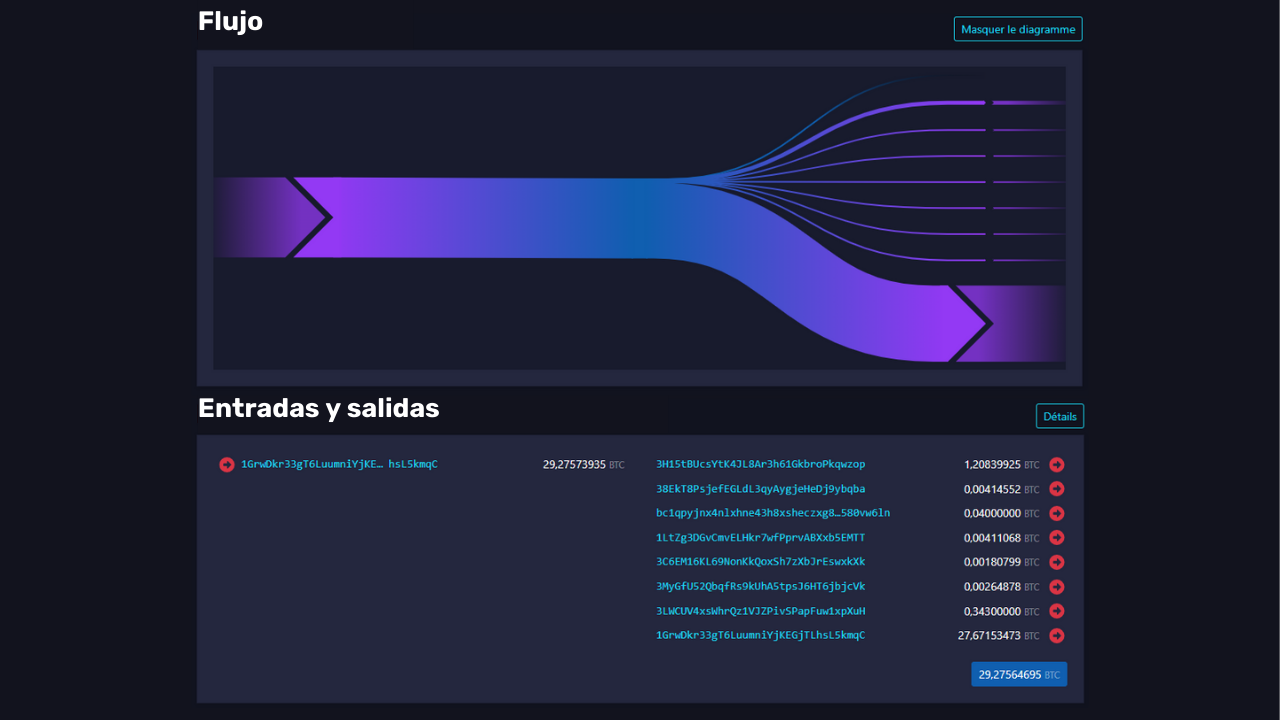 Flujo
Masquer le diagramme
Entradas y salidas
Détails
1GrwDkr33gT6LuumniYjKE… hsL5kmqC 29,27573935 BTC
3H15tBUcsYtK4JL8Ar3h61GkbroPkqwzop 1,20839925 BTC
38EkT8PsjefEGLdL3qyAygjeHeDj9ybqba 0,00414552 BTC
bc1qpyjnx4nlxhne43h8xsheczxg8…580vw6ln 0,04000000 BTC
1LtZg3DGvCmvELHkr7wfPprvABXxb5EMTT 0,00411068 BTC
3C6EM16KL69NonKkQoxSh7zXbJrEswxkXk 0,00180799 BTC
3MyGfU52QbqfRs9kUhA5tpsJ6HT6jbjcVk 0,00264878 BTC
3LWCUV4xsWhrQz1VJZPivSPapFuw1xpXuH 0,34300000 BTC
1GrwDkr33gT6LuumniYjKEGjTLhsL5kmqC 27,67153473 BTC
29,27564695 BTC